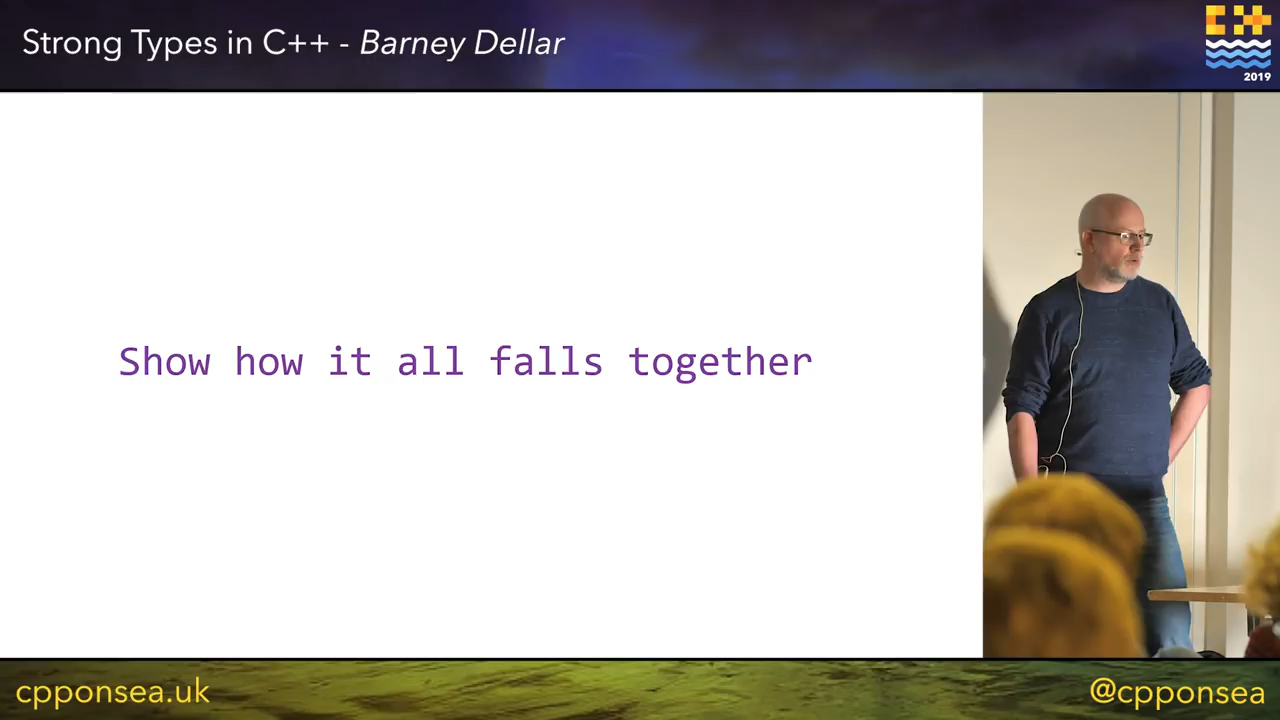 Strong Types in C++ - Barney Dellar
2019
Show how it all falls together
cpponsea.uk
@cpponsea